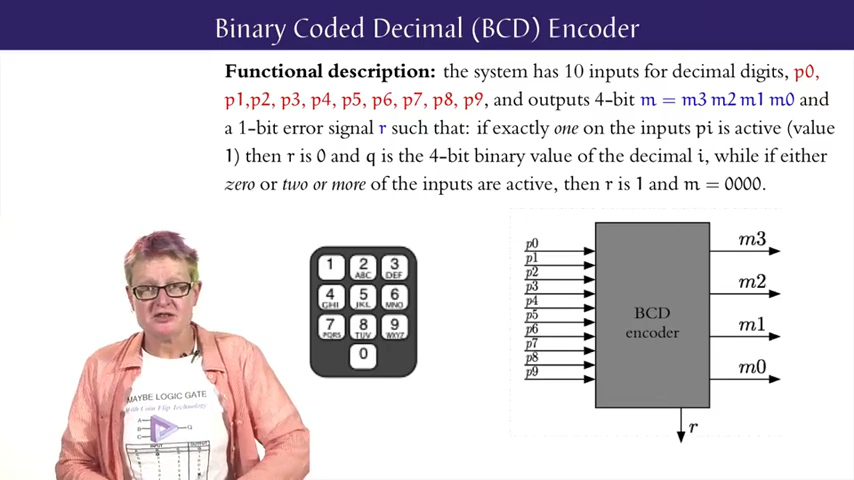 Binary Coded Decimal (BCD) Encoder
Functional description: the system has 10 inputs for decimal digits, p0,
p1,p2, p3, p4, p5, p6, p7, p8, p9, and outputs 4-bit m = m3 m2 m1 m0 and
a 1-bit error signal r such that: if exactly one on the inputs pi is active (value
1) then r is 0 and q is the 4-bit binary value of the decimal i, while if either
zero or two or more of the inputs are active, then r is 1 and m = 0000.
1 2 3
ABC DEF
4 5 6
GHI JKL MNO
7 8 9
PQRS TUV WXYZ
0
p0
p1
p2
p3
p4
p5
p6
p7
p8
p9
BCD
encoder
m3
m2
m1
m0
r
MAYBE LOGIC GATE
With Coin Flip Technology
A
B
C
Q
INPUT OUTPUT